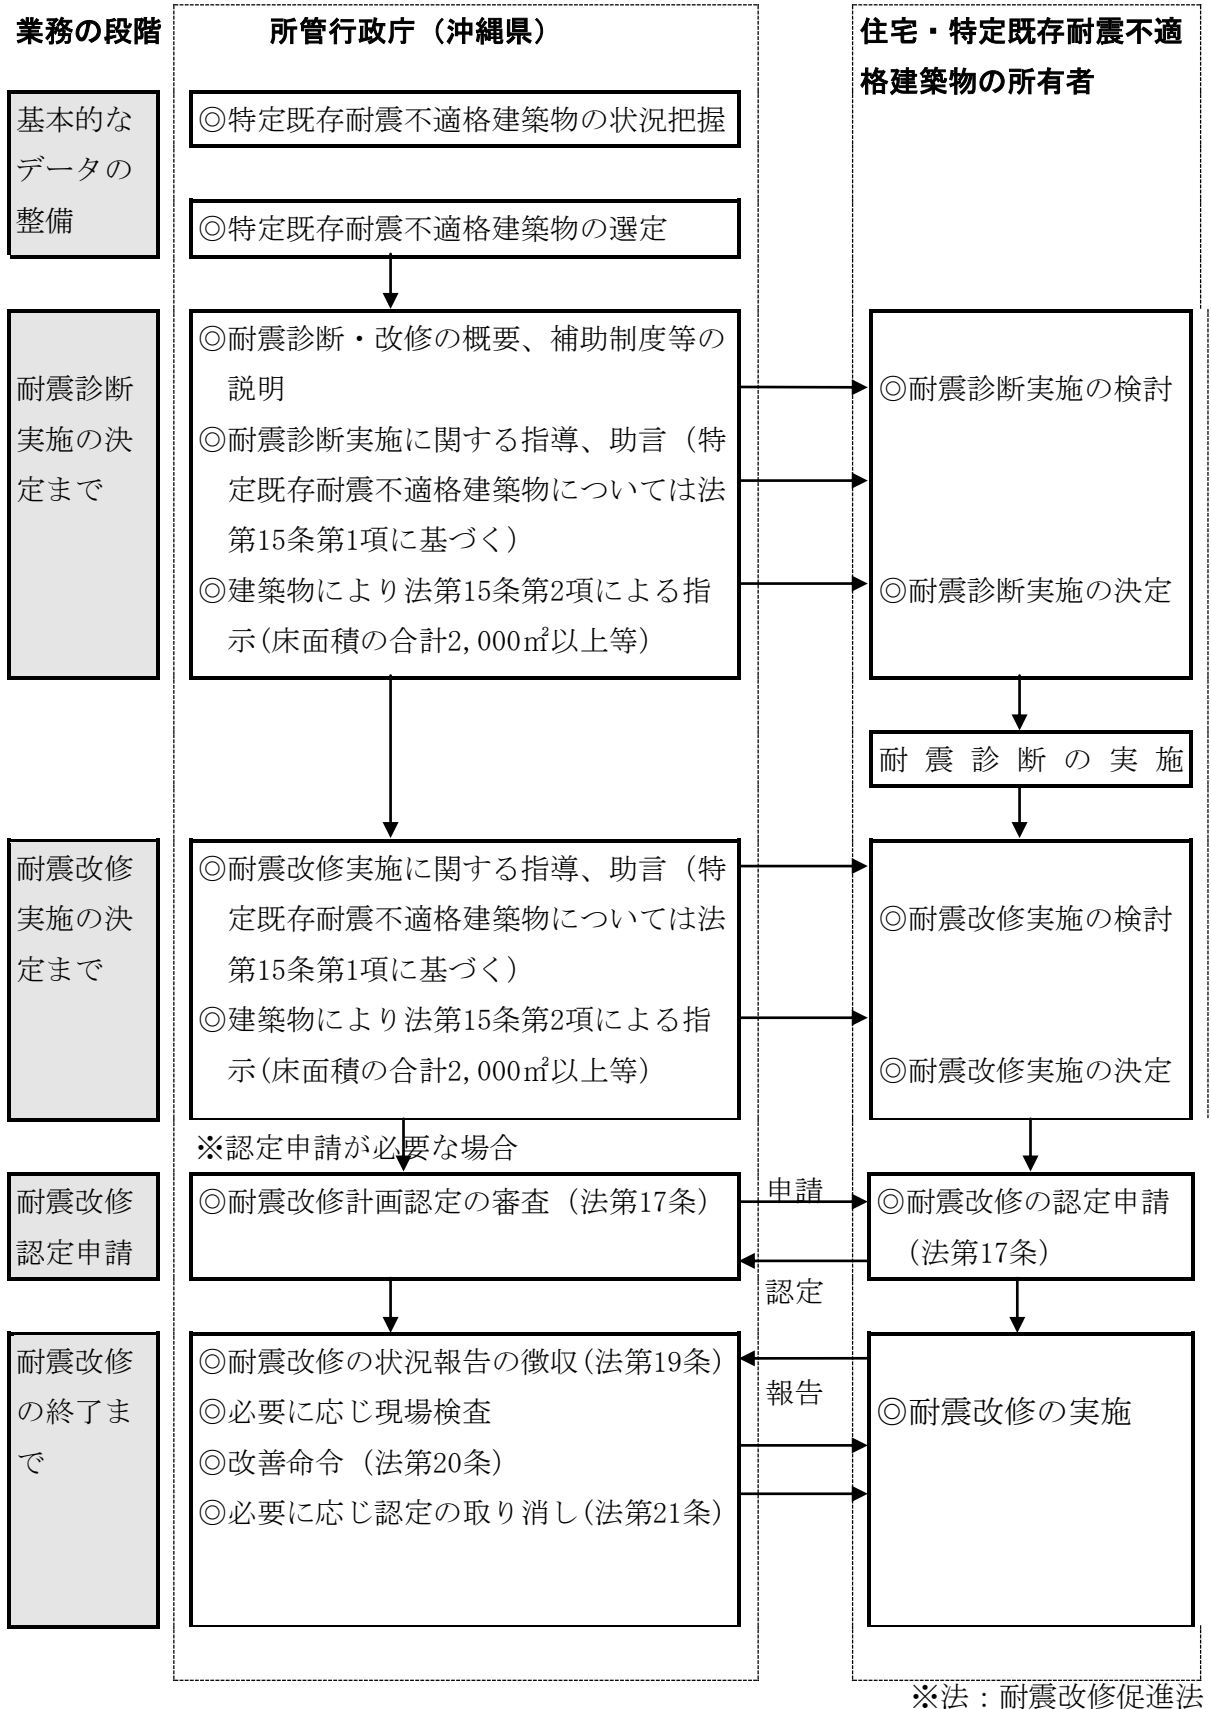 業務の段階
所管行政庁（沖縄県）
住宅・特定既存耐震不適
格建築物の所有者
基本的な
データの
整備
◎特定既存耐震不適格建築物の状況把握
◎特定既存耐震不適格建築物の選定
耐震診断
実施の決
定まで
◎耐震診断・改修の概要、補助制度等の
説明
◎耐震診断実施に関する指導、助言（特
定既存耐震不適格建築物については法
第15条第1項に基づく）
◎建築物により法第15条第2項による指
示(床面積の合計2,000㎡以上等)
◎耐震診断実施の検討
◎耐震診断実施の決定
耐震診断の実施
耐震改修
実施の決
定まで
◎耐震改修実施に関する指導、助言（特
定既存耐震不適格建築物については法
第15条第1項に基づく）
◎建築物により法第15条第2項による指
示(床面積の合計2,000㎡以上等)
◎耐震改修実施の検討
◎耐震改修実施の決定
※認定申請が必要な場合
耐震改修
認定申請
◎耐震改修計画認定の審査（法第17条）
申請
認定
◎耐震改修の認定申請
（法第17条）
耐震改修
の終了ま
で
◎耐震改修の状況報告の徴収(法第19条)
◎必要に応じ現場検査
◎改善命令（法第20条）
◎必要に応じ認定の取り消し(法第21条)
報告
◎耐震改修の実施
※法：耐震改修促進法